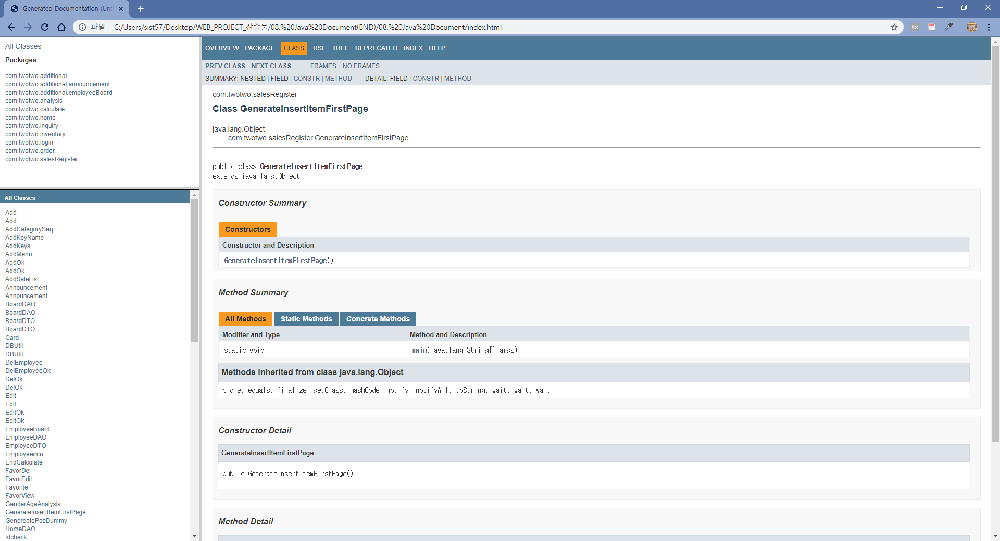 Generated Documentation (Unt
파일 C:/Users/sist57/Desktop/WEB_PROJECT_산출물/08.%20Java%20Document(END)/08.%20Java%20Document/index.html
All Classes
Packages
com.twotwo.additional
com.twotwo.additional.announcement
com.twotwo.additional.employeeBoard
com.twotwo.analysis
com.twotwo.calculate
com.twotwo.home
com.twotwo.inquiry
com.twotwo.inventory
com.twotwo.login
com.twotwo.order
com.twotwo.salesRegister
All Classes
Add
Add
AddCategorySeq
AddKeyName
AddKeys
AddMenu
AddOk
AddOk
AddSaleList
Announcement
Announcement
BoardDAO
BoardDAO
BoardDTO
BoardDTO
Card
DBUtil
DBUtil
DelEmployee
DelEmployeeOk
DelOk
DelOk
Edit
Edit
EditOk
EditOk
EmployeeBoard
EmployeeDAO
EmployeeDTO
Employeeinfo
EndCalculate
FavorDel
FavorEdit
Favorite
FavorView
GenderAgeAnalysis
GenerateInsertItemFirstPage
GenereatePosDummy
HomeDAO
Idcheck
OVERVIEW PACKAGE CLASS USE TREE DEPRECATED INDEX HELP
PREV CLASS NEXT CLASS FRAMES NO FRAMES
SUMMARY: NESTED | FIELD | CONSTR | METHOD DETAIL: FIELD | CONSTR | METHOD
com.twotwo.salesRegister
Class GenerateInsertItemFirstPage
java.lang.Object
com.twotwo.salesRegister.GenerateInsertItemFirstPage
public class GenerateInsertItemFirstPage
extends java.lang.Object
Constructor Summary
Constructors
Constructor and Description
GenerateInsertItemFirstPage()
Method Summary
All Methods Static Methods Concrete Methods
Modifier and Type Method and Description
static void main(java.lang.String[] args)
Methods inherited from class java.lang.Object
clone, equals, finalize, getClass, hashCode, notify, notifyAll, toString, wait, wait, wait
Constructor Detail
GenerateInsertItemFirstPage
public GenerateInsertItemFirstPage()
Method Detail